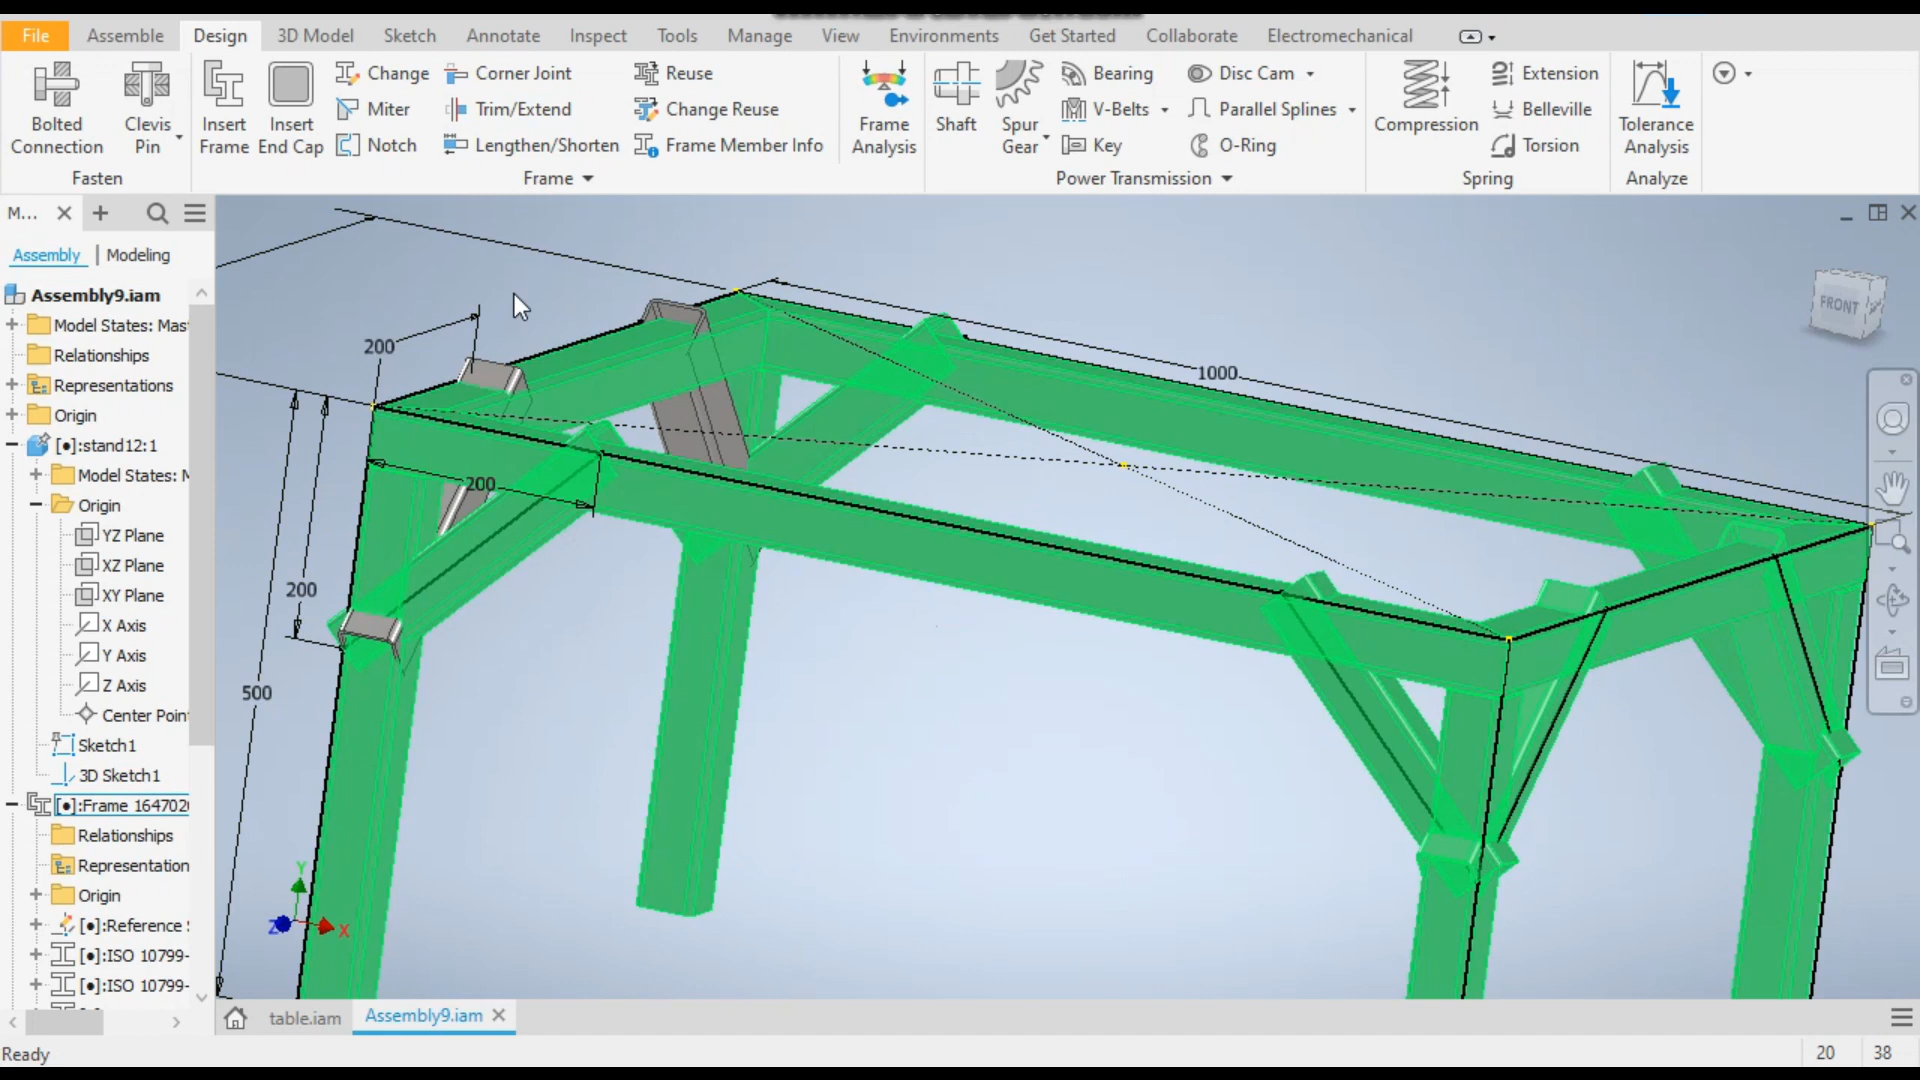 File Assemble Design 3D Model Sketch Annotate Inspect Tools Manage View Environments Get Started Collaborate Electromechanical
Bolted Connection
Clevis Pin
Fasten
Insert Frame
Insert End Cap
Change
Miter
Notch
Corner Joint
Trim/Extend
Lengthen/Shorten
Reuse
Change Reuse
Frame Member Info
Frame
Frame Analysis
Shaft
Spur Gear
Bearing
V-Belts
Key
Disc Cam
Parallel Splines
O-Ring
Power Transmission
Compression
Extension
Belleville
Torsion
Spring
Tolerance Analysis
Analyze
M...
Assembly | Modeling
Assembly9.iam
Model States: Mas
Relationships
Representations
Origin
[•]:stand12:1
Model States: M
Origin
YZ Plane
XZ Plane
XY Plane
X Axis
Y Axis
Z Axis
Center Poin
Sketch1
3D Sketch1
[•]:Frame 164702
Relationships
Representation
Origin
[•]:Reference
[•]:ISO 10799-
[•]:ISO 10799-
200
1000
200
200
500
FRONT
Y
Z
X
table.iam
Assembly9.iam
Ready
20 38